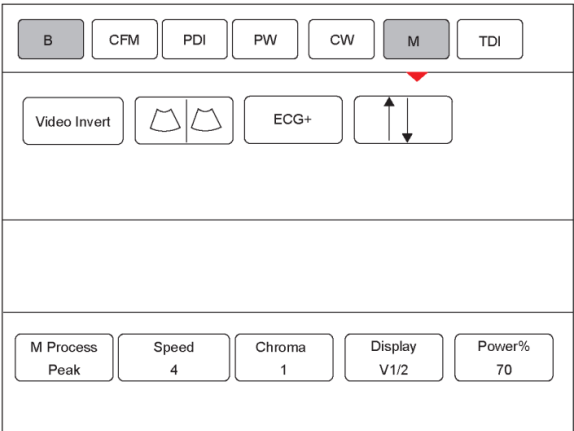 B CFM PDI PW CW M TDI
Video Invert ECG+
M Process Speed Chroma Display Power%
Peak 4 1 V1/2 70